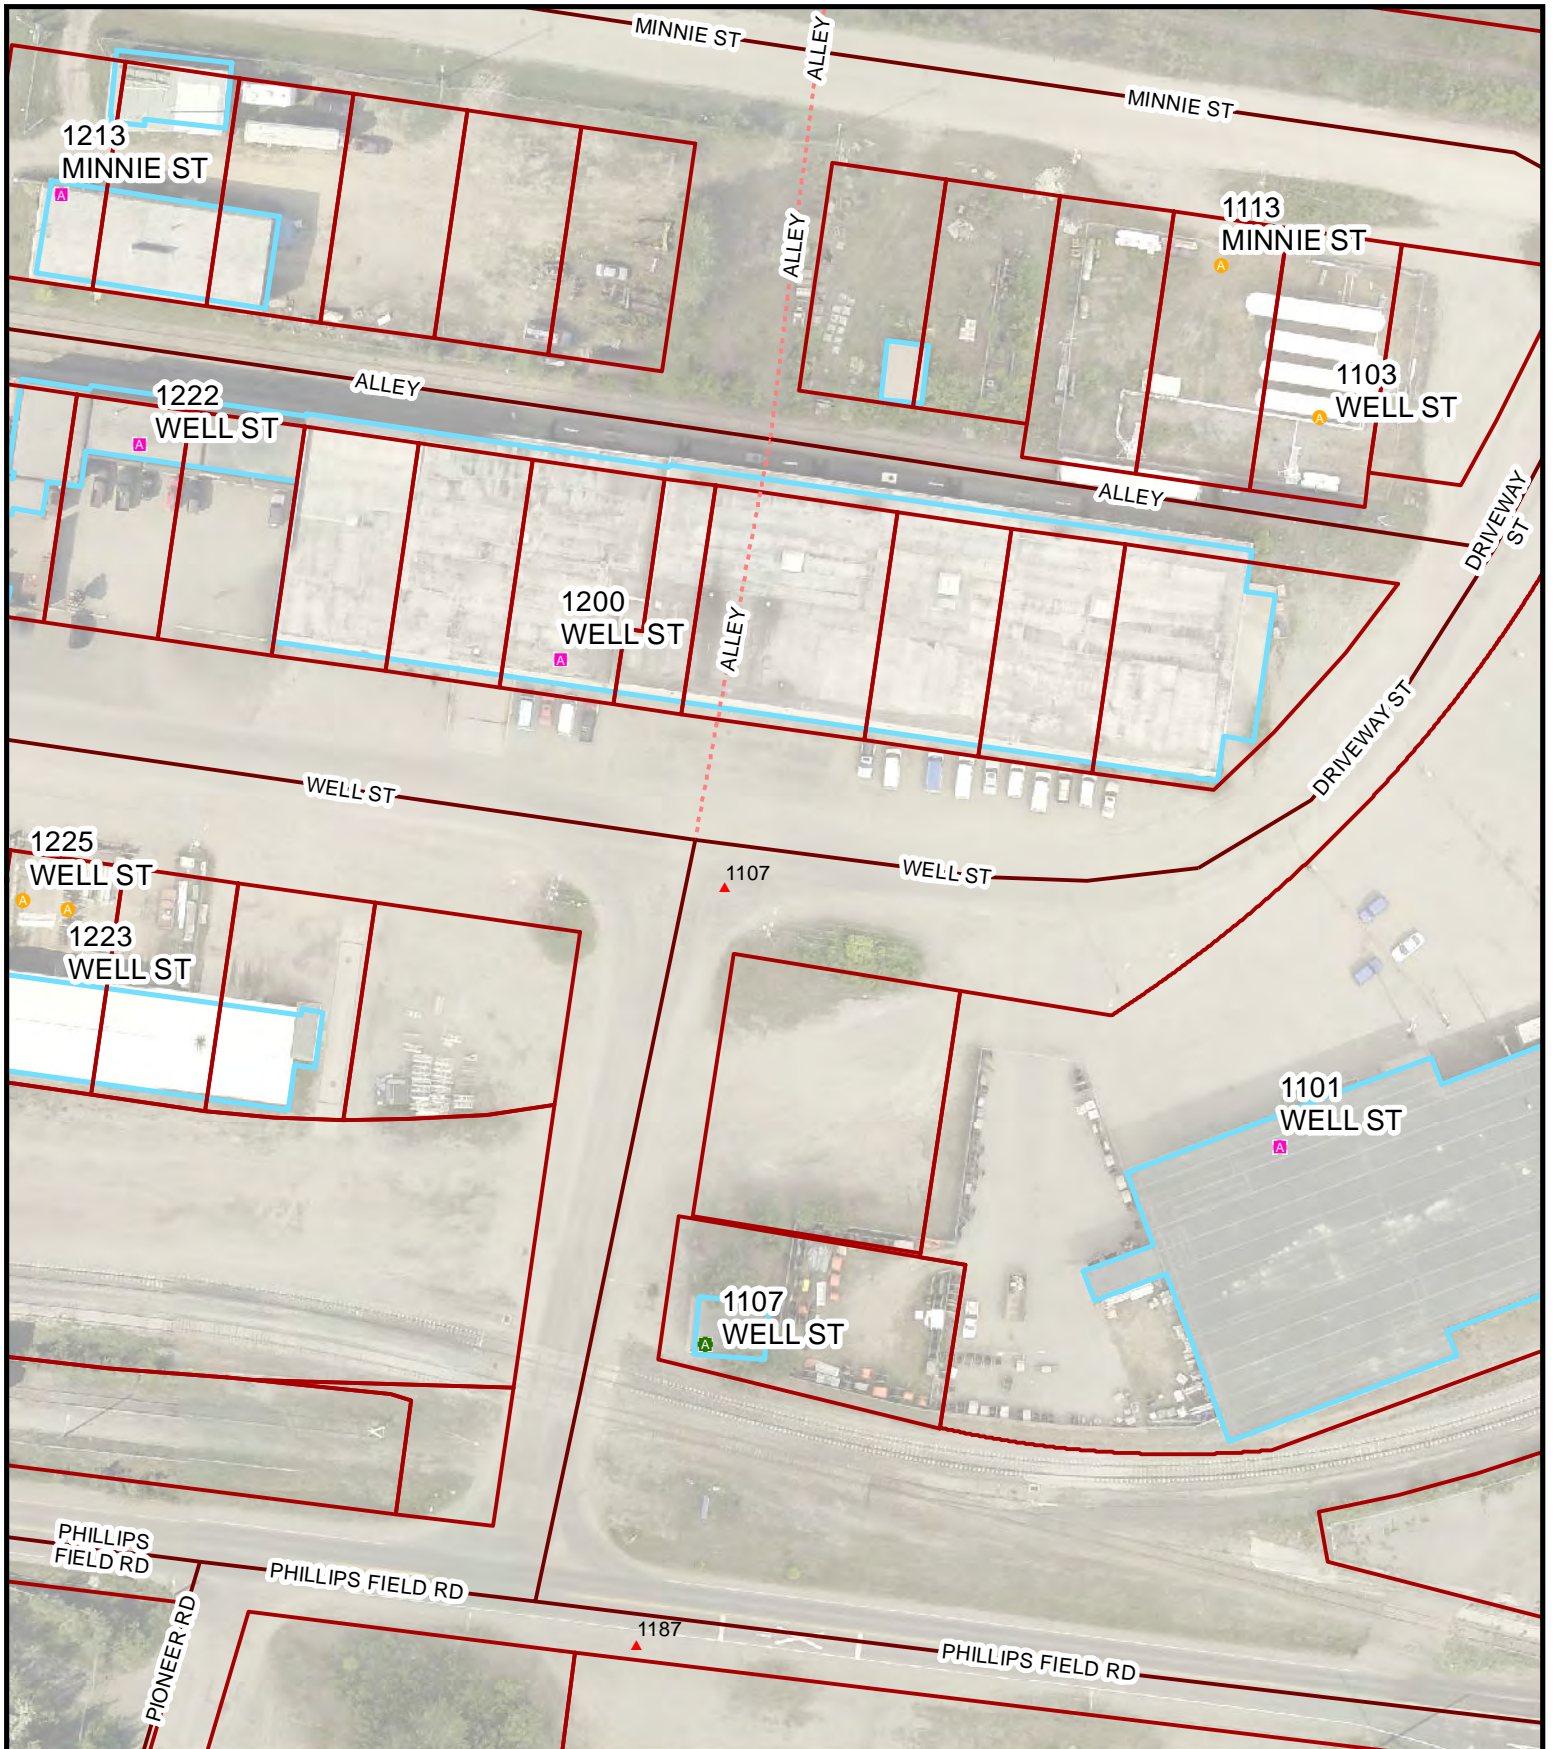 MINNIE ST
ALLEY
MINNIE ST
1213
MINNIE ST
A
ALLEY
1113
MINNIE ST
A
ALLEY
1222
WELL ST
A
1103
WELL ST
A
ALLEY
DRIVEWAY
ST
1200
WELL ST
A
ALLEY
DRIVEWAY ST
WELL ST
1225
WELL ST
A
A
1223
WELL ST
1107
WELL ST
1101
WELL ST
A
1107
WELL ST
A
PHILLIPS
FIELD RD
PHILLIPS FIELD RD
PIONEER RD
1187
PHILLIPS FIELD RD